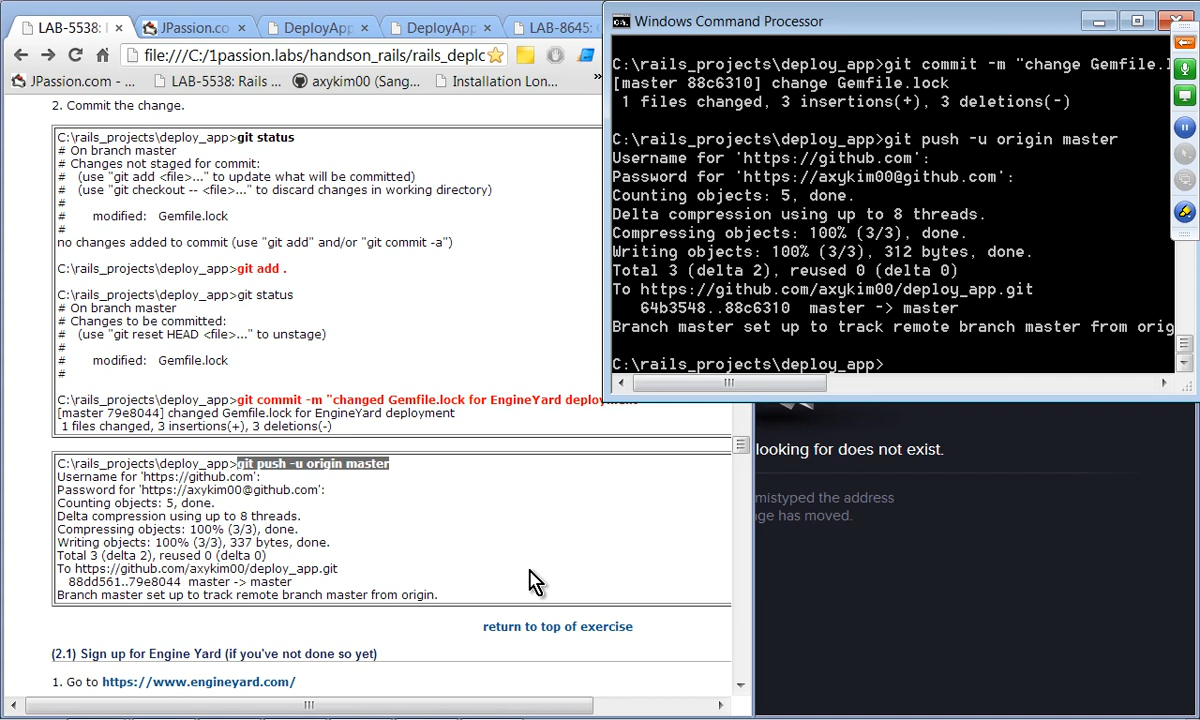 LAB-5538: I
JPassion.co
DeployApp
DeployApp
LAB-8645:
file:///C:/1passion.labs/handson_rails/rails_deplc
JPassion.com - ...
LAB-5538: Rails ...
axykim00 (Sang...
Installation Lon...
»
2. Commit the change.
C:\rails_projects\deploy_app>git status
# On branch master
# Changes not staged for commit:
#   (use "git add <file>..." to update what will be committed)
#   (use "git checkout -- <file>..." to discard changes in working directory)
#
#       modified:   Gemfile.lock
#
no changes added to commit (use "git add" and/or "git commit -a")
C:\rails_projects\deploy_app>git add .
C:\rails_projects\deploy_app>git status
# On branch master
# Changes to be committed:
#   (use "git reset HEAD <file>..." to unstage)
#
#       modified:   Gemfile.lock
#
C:\rails_projects\deploy_app>git commit -m "changed Gemfile.lock for EngineYard deploy
[master 79e8044] changed Gemfile.lock for EngineYard deployment
1 files changed, 3 insertions(+), 3 deletions(-)
C:\rails_projects\deploy_app>git push -u origin master
Username for 'https://github.com':
Password for 'https://axykim00@github.com':
Counting objects: 5, done.
Delta compression using up to 8 threads.
Compressing objects: 100% (3/3), done.
Writing objects: 100% (3/3), 337 bytes, done.
Total 3 (delta 2), reused 0 (delta 0)
To https://github.com/axykim00/deploy_app.git
88dd561..79e8044  master -> master
Branch master set up to track remote branch master from origin.
return to top of exercise
(2.1) Sign up for Engine Yard (if you've not done so yet)
1. Go to https://www.engineyard.com/
Windows Command Processor
C:\rails_projects\deploy_app>git commit -m "change Gemfile.l
[master 88c6310] change Gemfile.lock
1 files changed, 3 insertions(+), 3 deletions(-)
C:\rails_projects\deploy_app>git push -u origin master
Username for 'https://github.com':
Password for 'https://axykim00@github.com':
Counting objects: 5, done.
Delta compression using up to 8 threads.
Compressing objects: 100% (3/3), done.
Writing objects: 100% (3/3), 312 bytes, done.
Total 3 (delta 2), reused 0 (delta 0)
To https://github.com/axykim00/deploy_app.git
64b3548..88c6310  master -> master
Branch master set up to track remote branch master from orig
C:\rails_projects\deploy_app>
looking for does not exist.
mistyped the address
ge has moved.